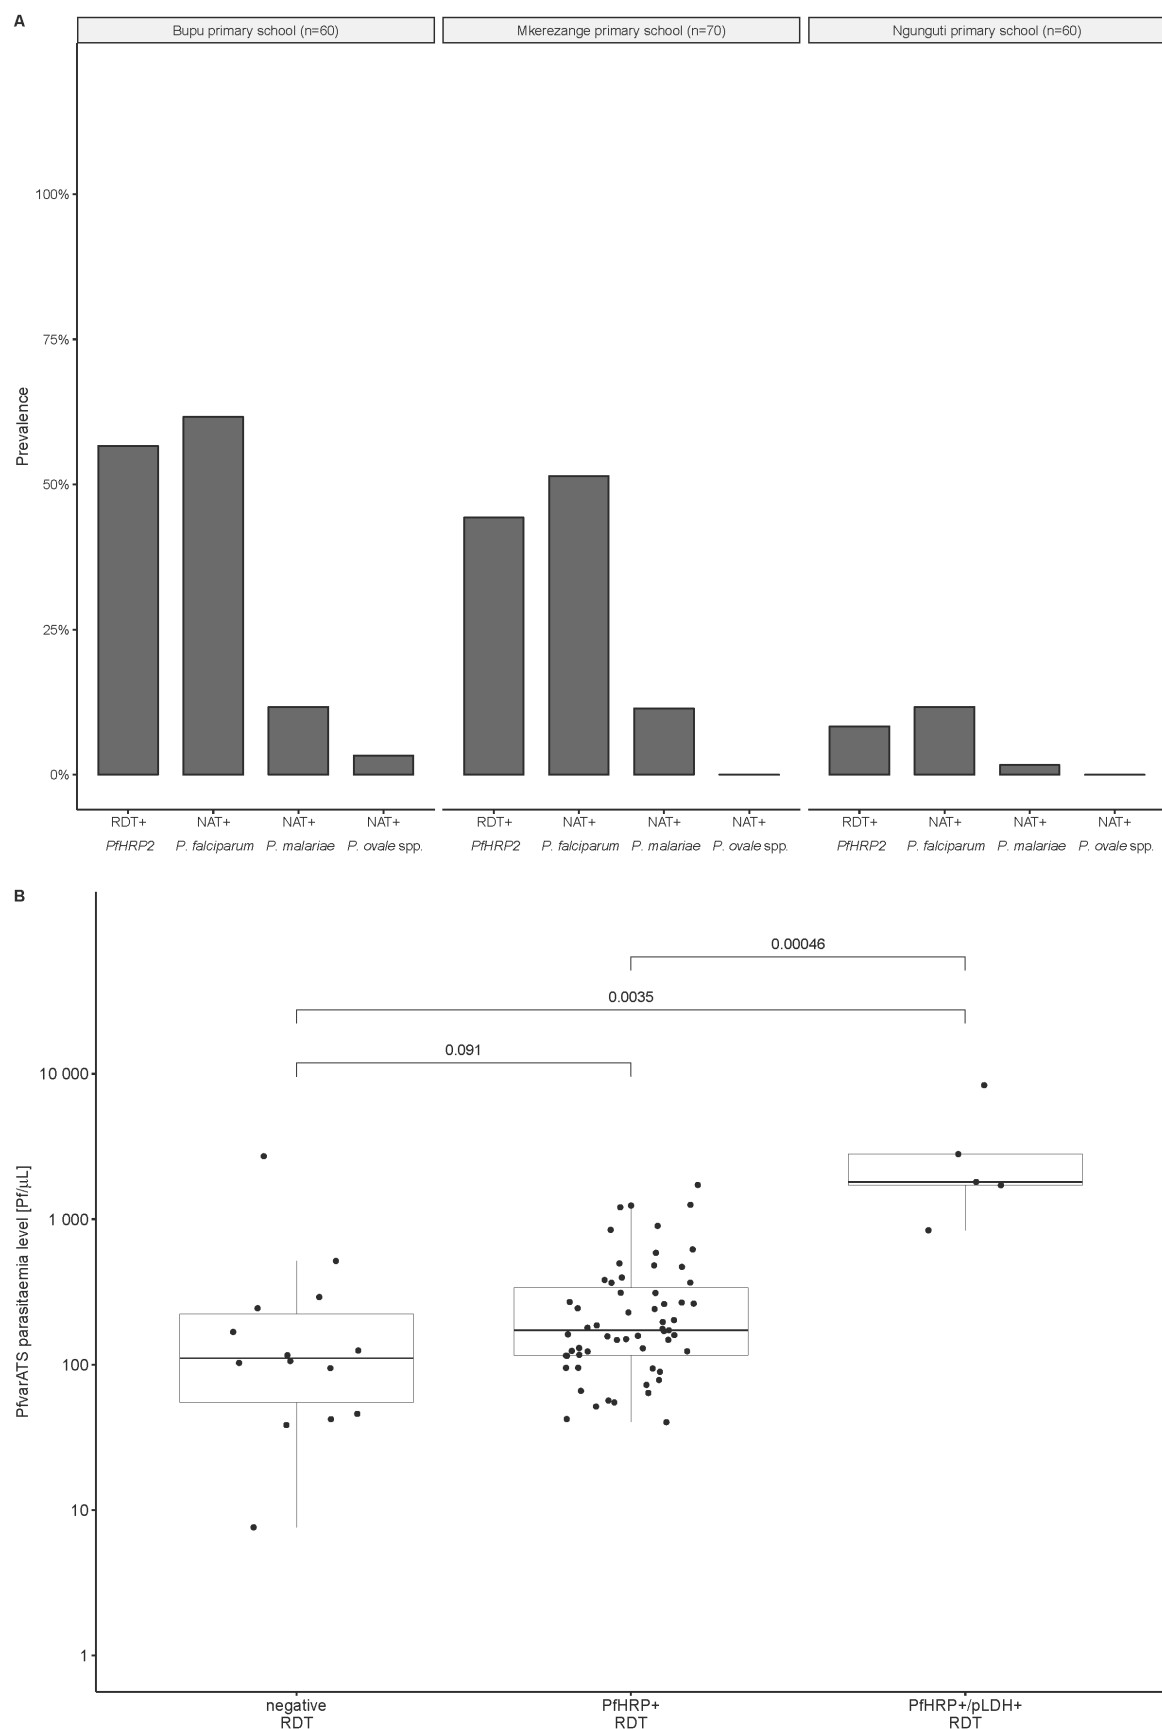 A
Bupu primary school (n=60)
Mkerezange primary school (n=70)
Ngunguti primary school (n=60)
Prevalence
100%
75%
50%
25%
0%
RDT+ NAT+ NAT+ NAT+
PfHRP2 P. falciparum P. malariae P. ovale spp.
RDT+ NAT+ NAT+ NAT+
PfHRP2 P. falciparum P. malariae P. ovale spp.
RDT+ NAT+ NAT+ NAT+
PfHRP2 P. falciparum P. malariae P. ovale spp.
B
0.00046
0.0035
0.091
PfvarATS parasitaemia level [Pf/µL]
10 000
1 000
100
10
1
negative
RDT
PfHRP+
RDT
PfHRP+/pLDH+
RDT